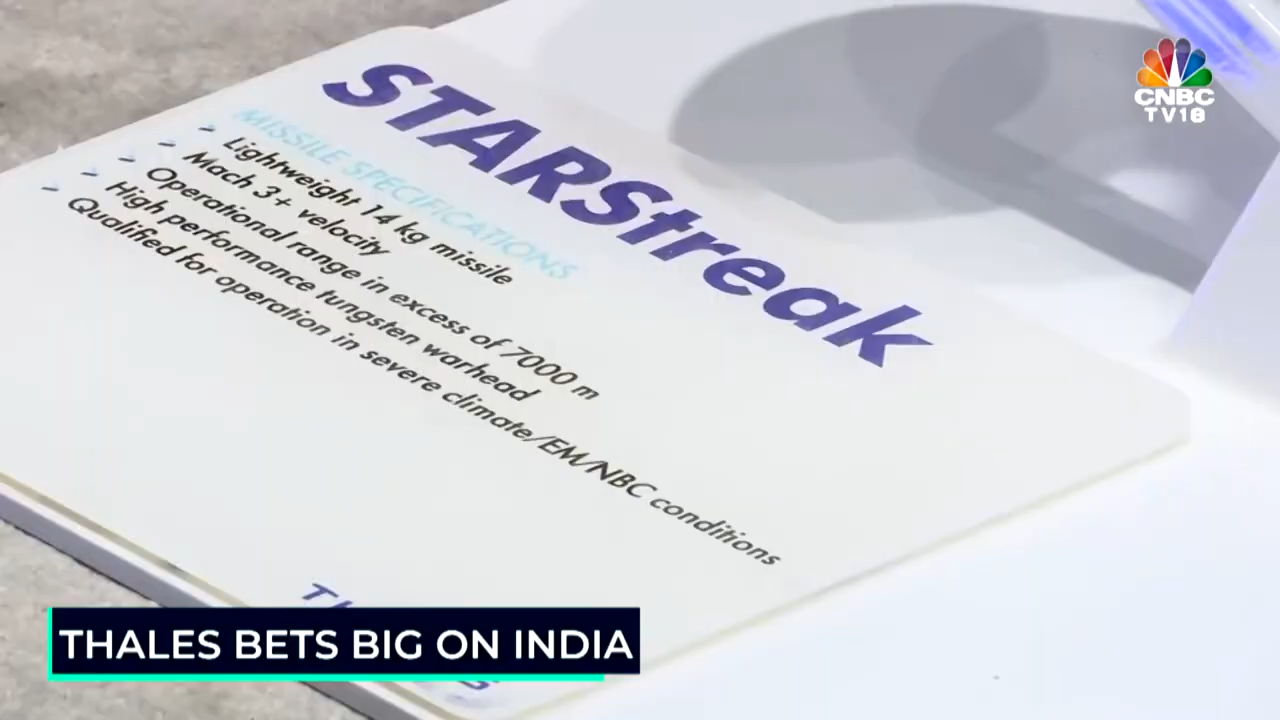 CNBC
TV18
STARStreak
MISSILE SPECIFICATIONS
Lightweight 14 kg missile
Mach 3+ velocity
Operational range in excess of 7000 m
High performance tungsten warhead
Qualified for operation in severe climate/EM/NBC conditions
THALES BETS BIG ON INDIA